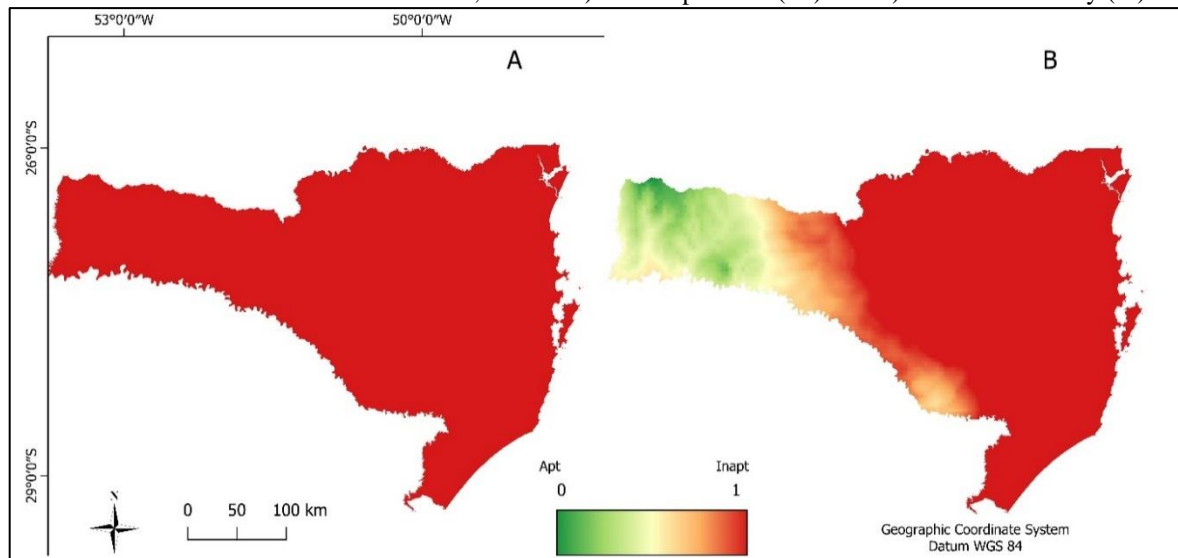 53°0'0"W 50°0'0"W
A B
26°0'0"S
29°0'0"S
N
0 50 100 km
Apt Inapt
0 1
Geographic Coordinate System
Datum WGS 84